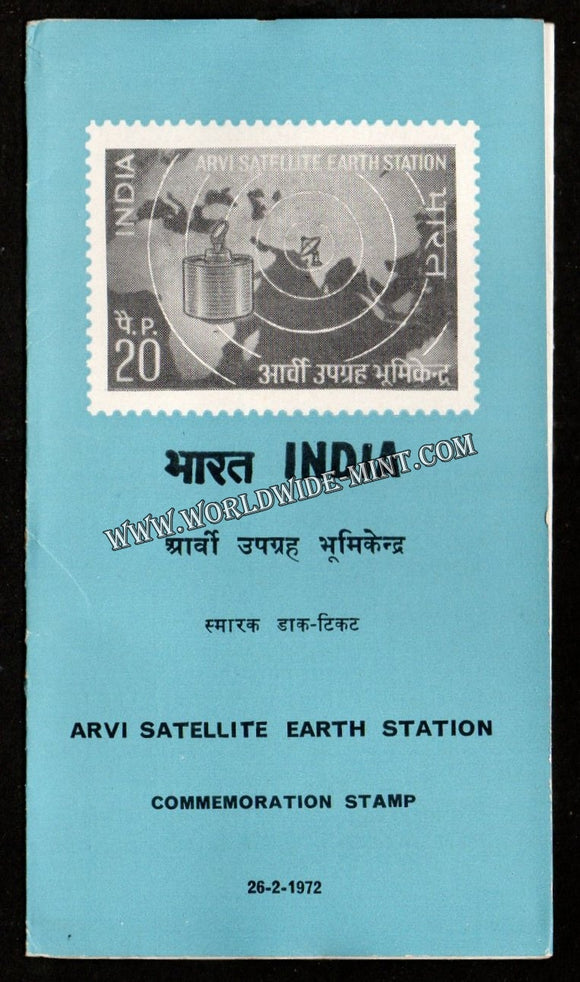 ARVI SATELLITE EARTH STATION
INDIA
भारत
पै. P.
20
आर्वी उपग्रह भूमिकेन्द्र
भारत INDIA
WWW.WORLDWIDE-MINT.COM
आर्वी उपग्रह भूमिकेन्द्र
स्मारक डाक-टिकट
ARVI SATELLITE EARTH STATION
COMMEMORATION STAMP
26-2-1972